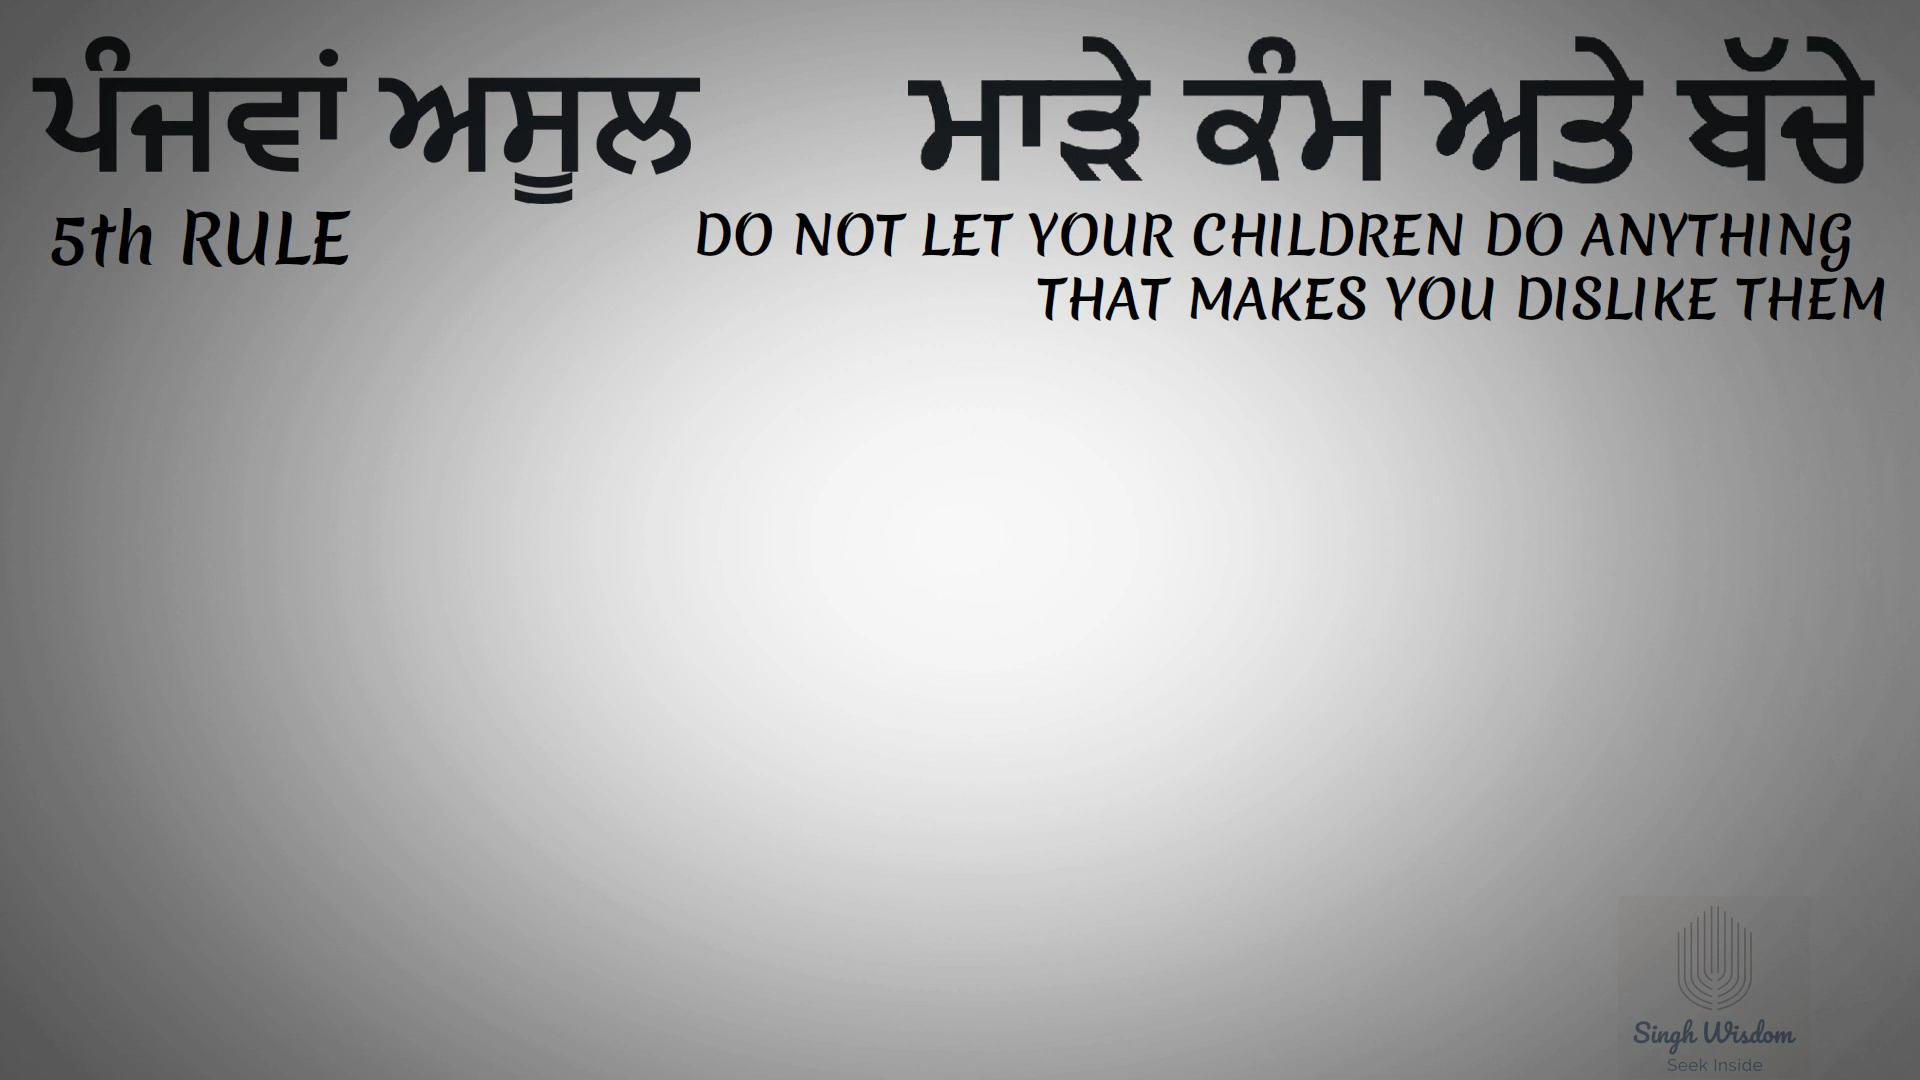 ਪੰਜਵਾਂ ਅਸੂਲ
5th RULE
ਮਾੜੇ ਕੰਮ ਅਤੇ ਬੱਚੇ
DO NOT LET YOUR CHILDREN DO ANYTHING
THAT MAKES YOU DISLIKE THEM
Singh Wisdom
Seek Inside